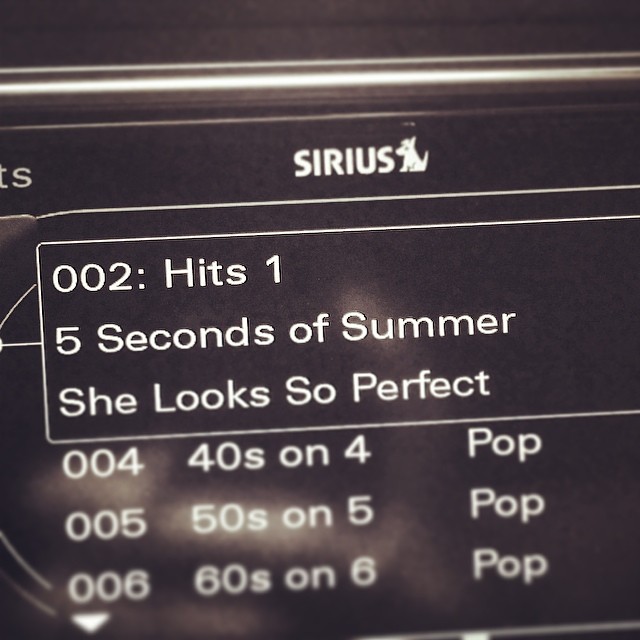 ts
SIRIUS
002: Hits 1
5 Seconds of Summer
She Looks So Perfect
004 40s on 4 Pop
005 50s on 5 Pop
006 60s on 6 Pop